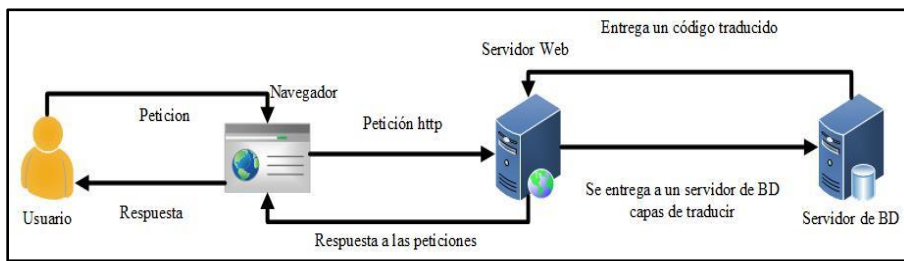 Entrega un código traducido
Servidor Web
Navegador
Peticion
Petición http
Respuesta
Usuario
Respuesta a las peticiones
Se entrega a un servidor de BD
capas de traducir
Servidor de BD